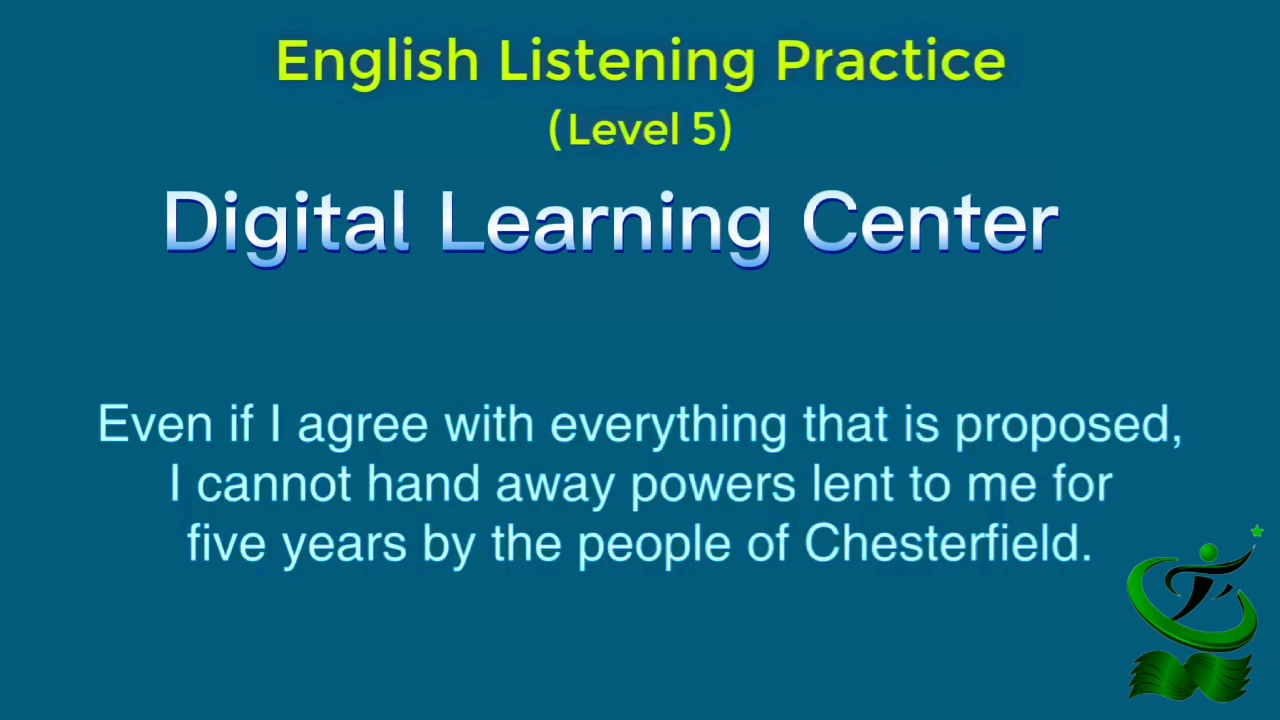 English Listening Practice
(Level 5)
Digital Learning Center
Even if I agree with everything that is proposed,
I cannot hand away powers lent to me for
five years by the people of Chesterfield.